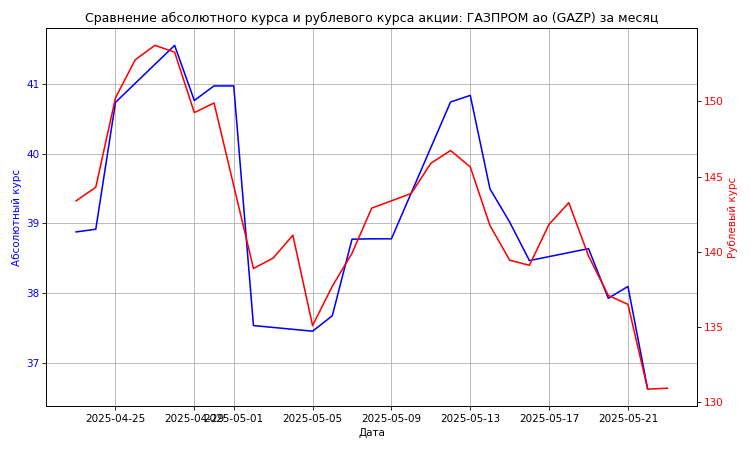 Сравнение абсолютного курса и рублевого курса акции: ГАЗПРОМ ао (GAZP) за месяц
Абсолютный курс
41
40
39
38
37
150
145
140
135
130
Рублевый курс
2025-04-25 2025-04-29 2025-05-01 2025-05-05 2025-05-09 2025-05-13 2025-05-17 2025-05-21
Дата